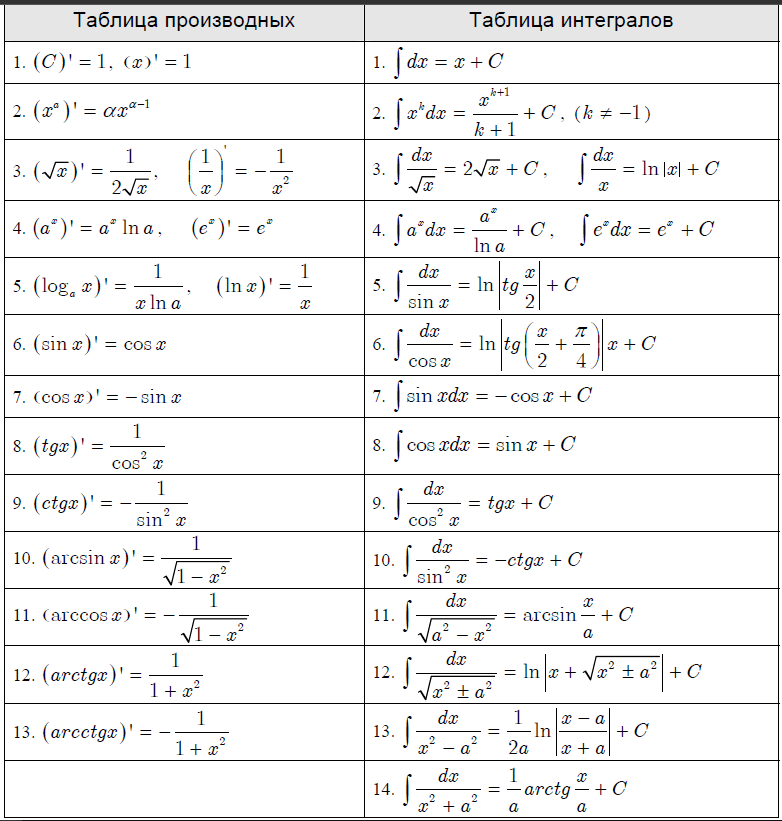 Таблица производных
Таблица интегралов
1. (C)' = 1, (x)' = 1
1. ∫ dx = x + C
2. (xᵃ)' = αx^(α−1)
2. ∫ x^k dx = x^(k+1)/(k+1) + C, (k ≠ −1)
3. (√x)' = 1/(2√x), (1/x)' = −1/x²
3. ∫ dx/√x = 2√x + C, ∫ dx/x = ln|x| + C
4. (a^x)' = a^x ln a, (e^x)' = e^x
4. ∫ a^x dx = a^x/ln a + C, ∫ e^x dx = e^x + C
5. (logₐ x)' = 1/(x ln a), (ln x)' = 1/x
5. ∫ dx/sin x = ln|tg x/2| + C
6. (sin x)' = cos x
6. ∫ dx/cos x = ln|tg(x/2 + π/4)| x + C
7. (cos x)' = − sin x
7. ∫ sin xdx = − cos x + C
8. (tgx)' = 1/cos² x
8. ∫ cos xdx = sin x + C
9. (ctgx)' = −1/sin² x
9. ∫ dx/cos² x = tgx + C
10. (arcsin x)' = 1/√(1 − x²)
10. ∫ dx/sin² x = −ctgx + C
11. (arccos x)' = −1/√(1 − x²)
11. ∫ dx/√(a² − x²) = arcsin x/a + C
12. (arctgx)' = 1/(1 + x²)
12. ∫ dx/√(x² ± a²) = ln|x + √(x² ± a²)| + C
13. (arcctgx)' = −1/(1 + x²)
13. ∫ dx/(x² − a²) = 1/(2a) ln|(x − a)/(x + a)| + C
14. ∫ dx/(x² + a²) = 1/a arctg x/a + C